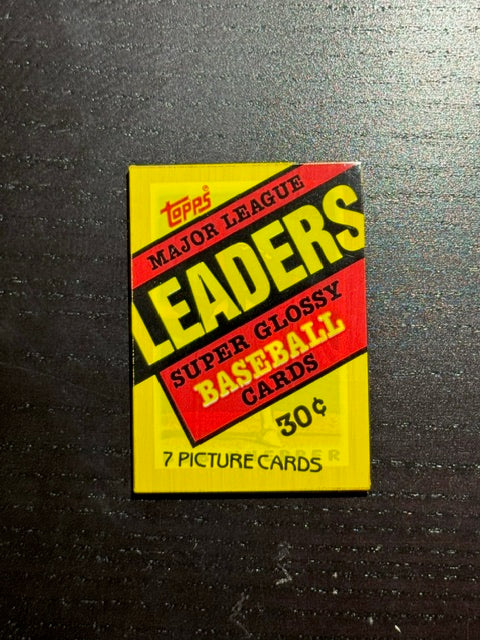 TOPPS®
MAJOR LEAGUE
LEADERS
SUPER GLOSSY
BASEBALL
CARDS
30¢
7 PICTURE CARDS